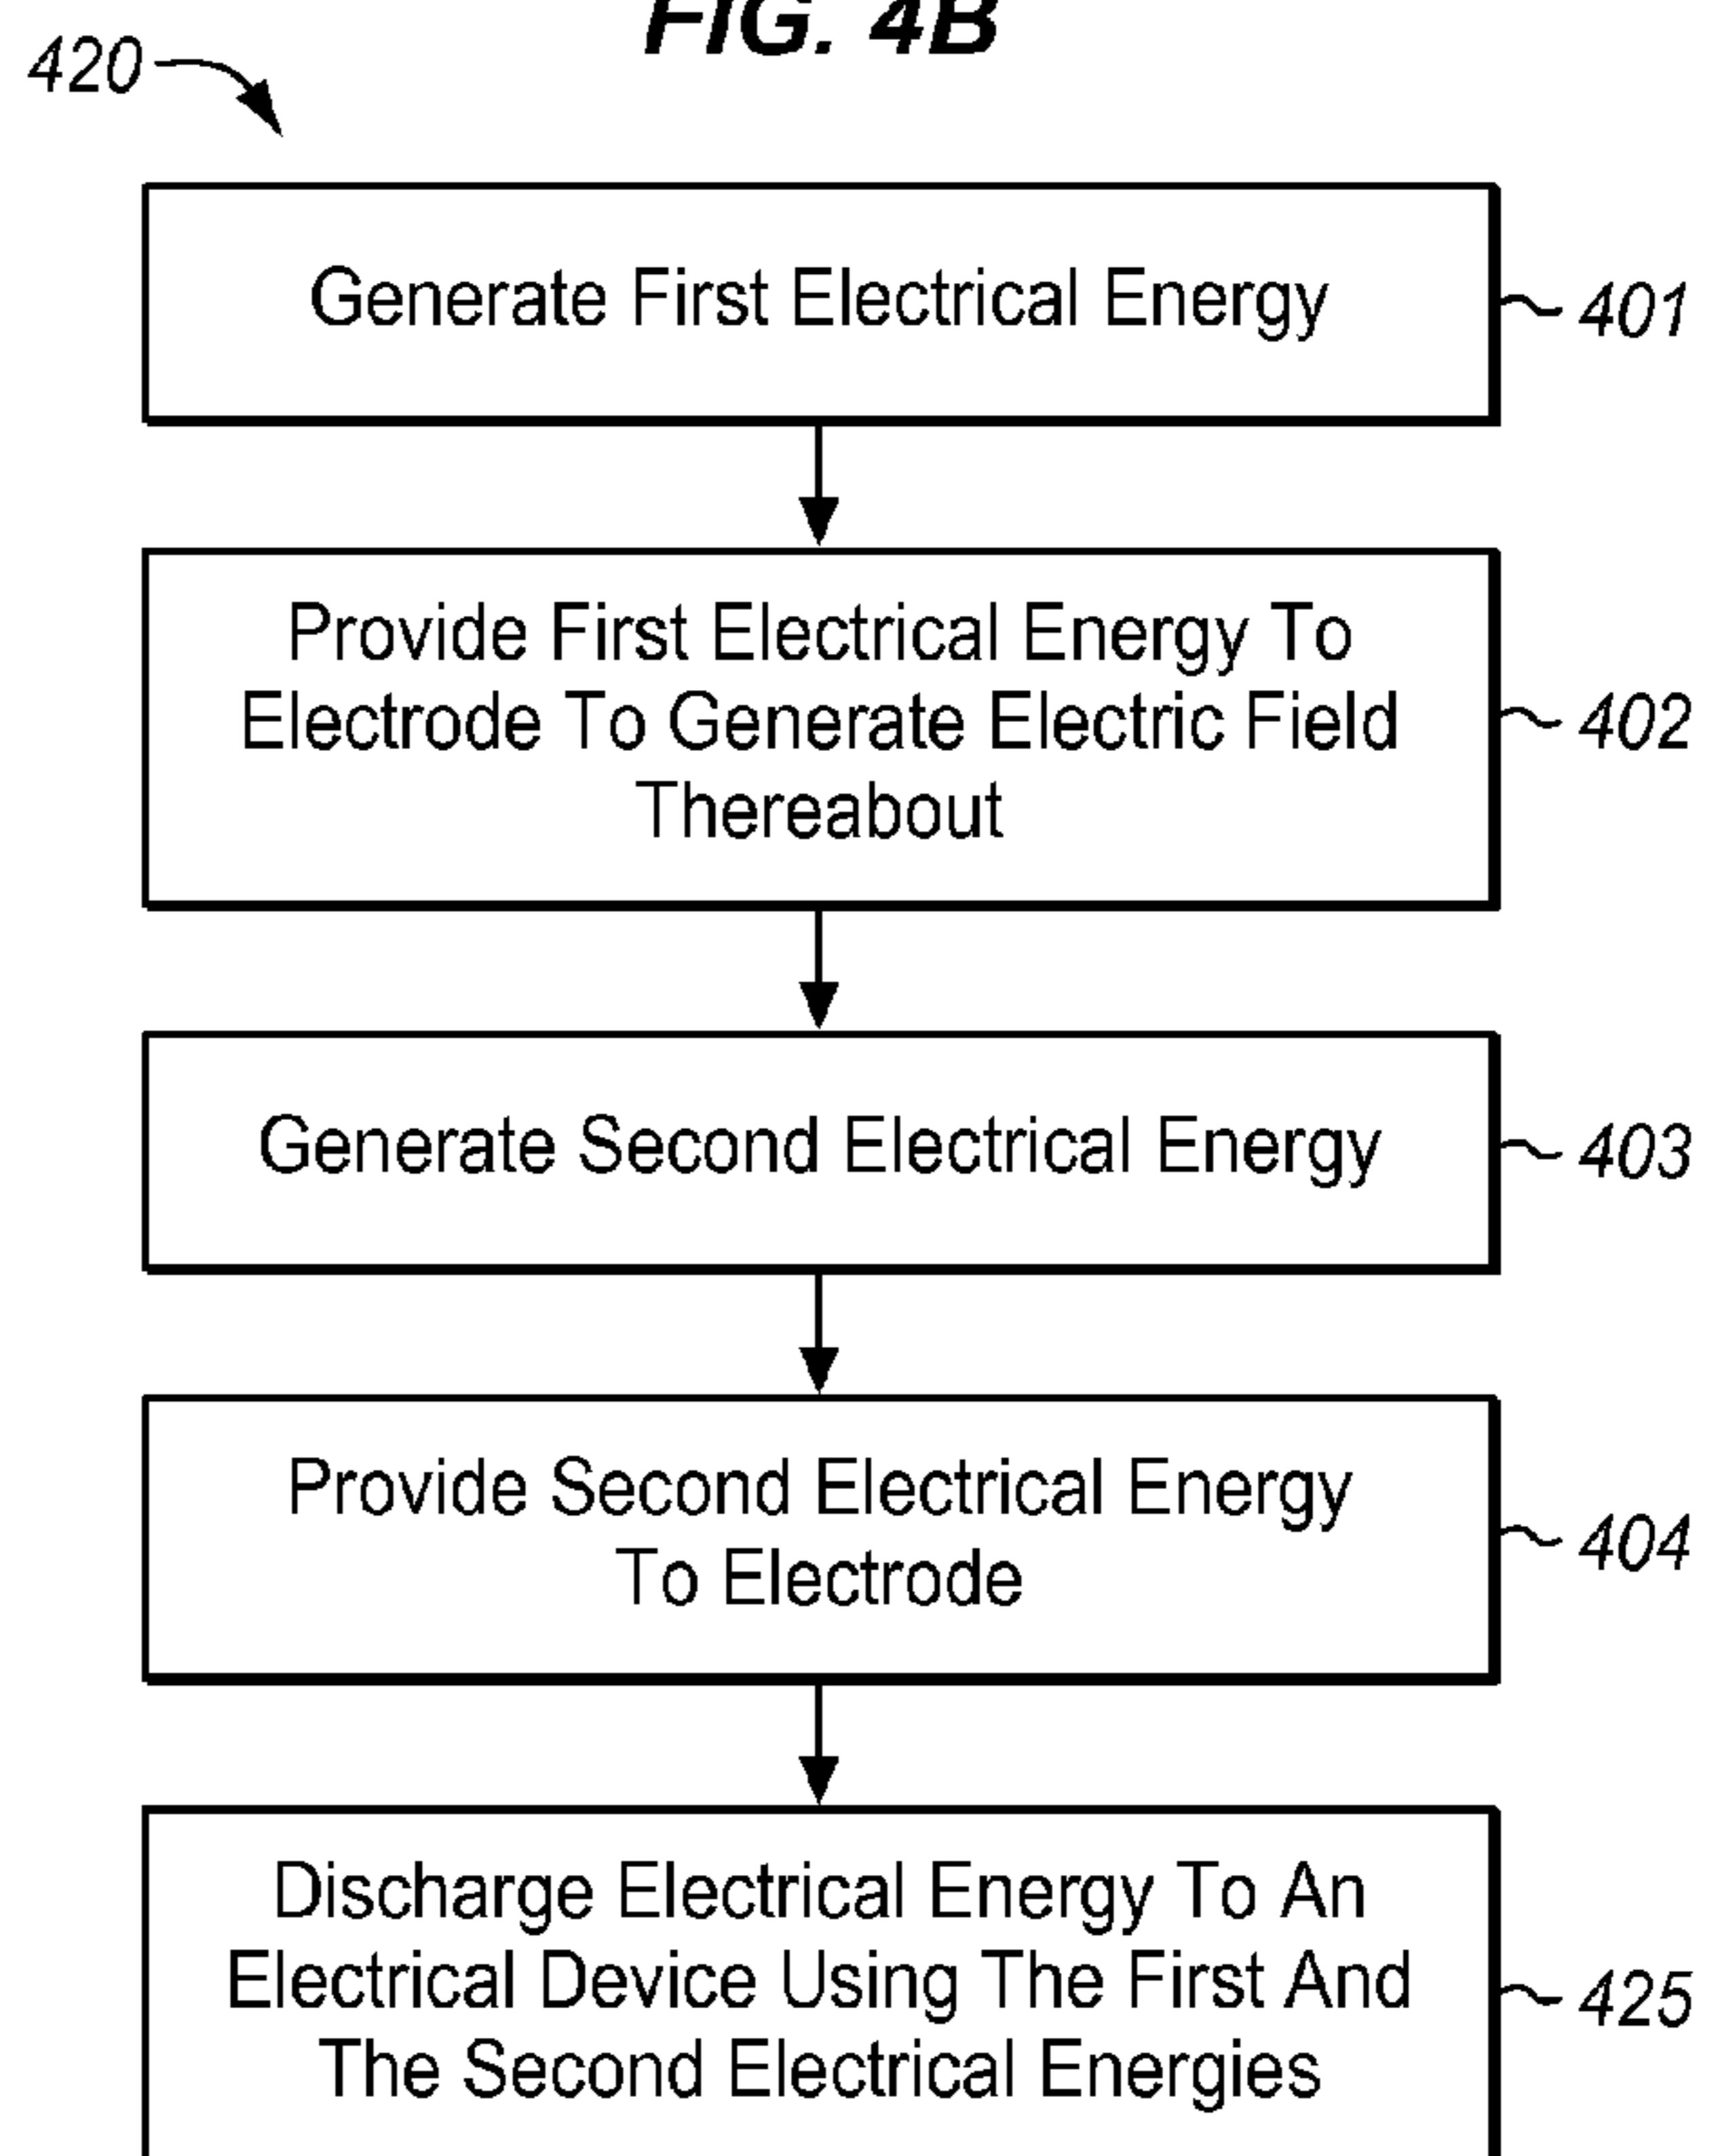 FIG. 4B
420
Generate First Electrical Energy
401
Provide First Electrical Energy To
Electrode To Generate Electric Field
Thereabout
402
Generate Second Electrical Energy
403
Provide Second Electrical Energy
To Electrode
404
Discharge Electrical Energy To An
Electrical Device Using The First And
The Second Electrical Energies
425